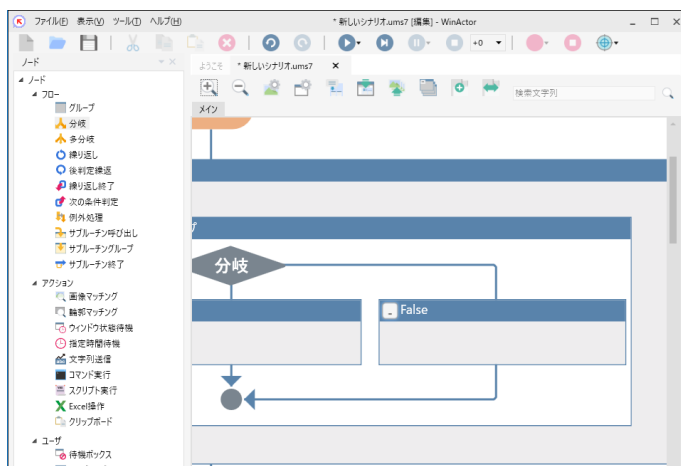 ファイル(F) 表示(V) ツール(T) ヘルプ(H)
* 新しいシナリオ.ums7 [編集] - WinActor
+0
ノード
ようこそ
* 新しいシナリオ.ums7
検索文字列
メイン
ノード
フロー
グループ
分岐
多分岐
繰り返し
後判定繰返
繰り返し終了
次の条件判定
例外処理
サブルーチン呼び出し
サブルーチングループ
サブルーチン終了
アクション
画像マッチング
輪郭マッチング
ウィンドウ状態待機
指定時間待機
文字列送信
コマンド実行
スクリプト実行
Excel操作
クリップボード
ユーザ
待機ボックス
分岐
False